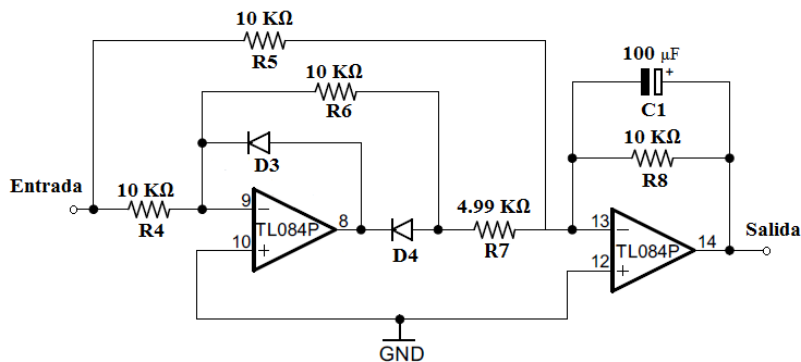 10 KΩ
R5
10 KΩ
R6
100 µF
+
C1
10 KΩ
R8
D3
Entrada
10 KΩ
R4
9
−
TL084P
8
10
+
D4
4.99 KΩ
R7
13
−
TL084P
14
12
+
Salida
GND